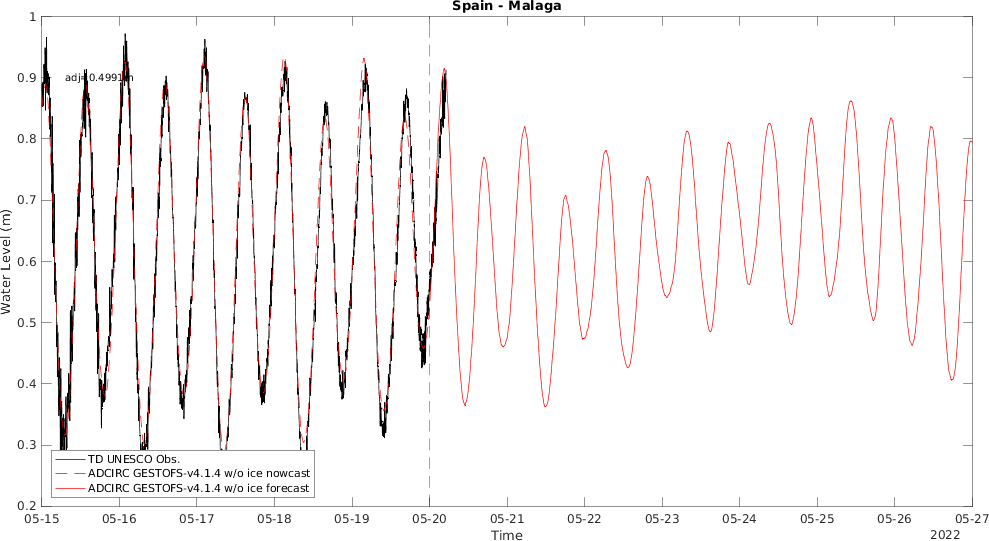 Spain - Malaga
Water Level (m)
1
0.9
0.8
0.7
0.6
0.5
0.4
0.3
0.2
adj=0.4991m
TD UNESCO Obs.
ADCIRC GESTOFS-v4.1.4 w/o ice nowcast
ADCIRC GESTOFS-v4.1.4 w/o ice forecast
05-15 05-16 05-17 05-18 05-19 05-20 05-21 05-22 05-23 05-24 05-25 05-26 05-27
Time
2022